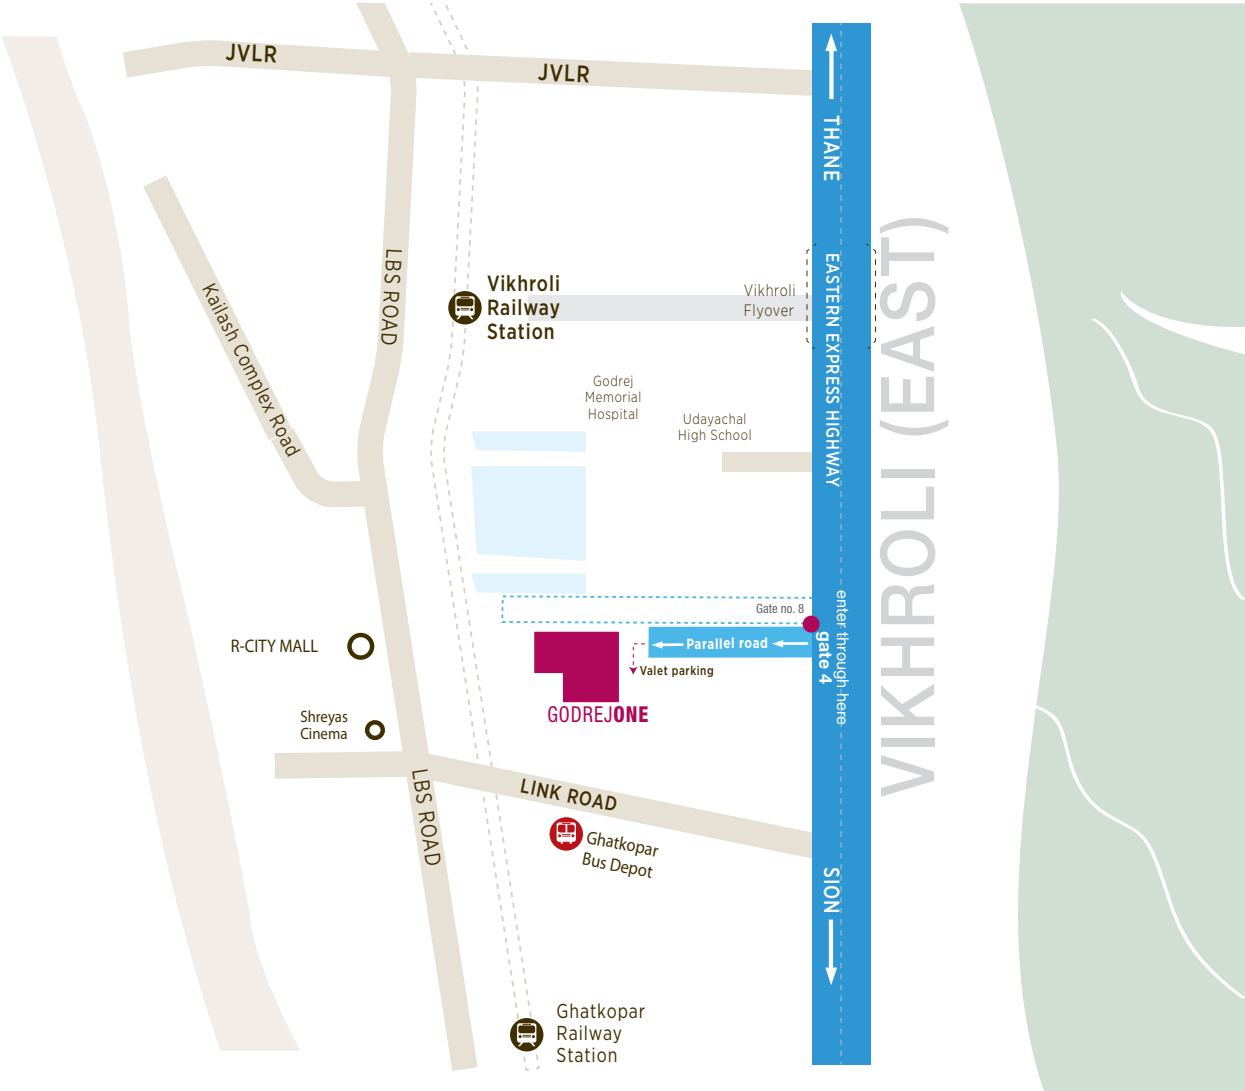 JVLR
JVLR
THANE
LBS ROAD
Kailash Complex Road
Vikhroli
Railway
Station
Vikhroli
Flyover
EASTERN EXPRESS HIGHWAY
VIKHROLI (EAST)
Godrej
Memorial
Hospital
Udayachal
High School
Gate no. 8
enter through-here
gate 4
Parallel road
Valet parking
R-CITY MALL
GODREJONE
Shreyas
Cinema
LBS ROAD
LINK ROAD
Ghatkopar
Bus Depot
SION
Ghatkopar
Railway
Station